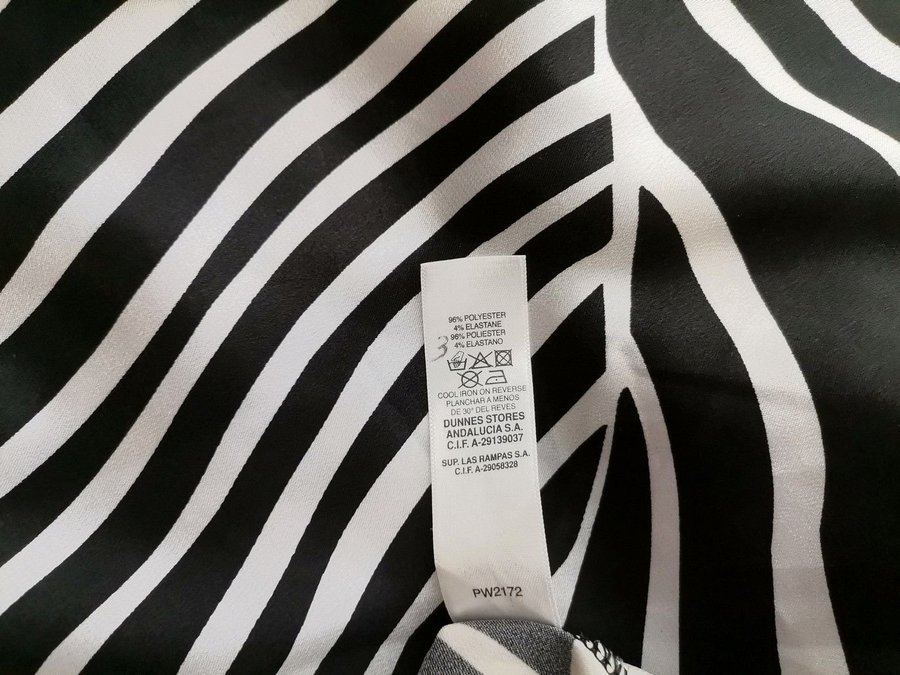 96% POLYESTER
4% ELASTANE
96% POLIESTER
4% ELASTANO
3
COOL IRON ON REVERSE
PLANCHAR A MENOS
DE 30° DEL REVES
DUNNES STORES
ANDALUCIA S.A.
C.I.F. A-29139037
SUP. LAS RAMPAS S.A.
C.I.F. A-29058328
PW2172